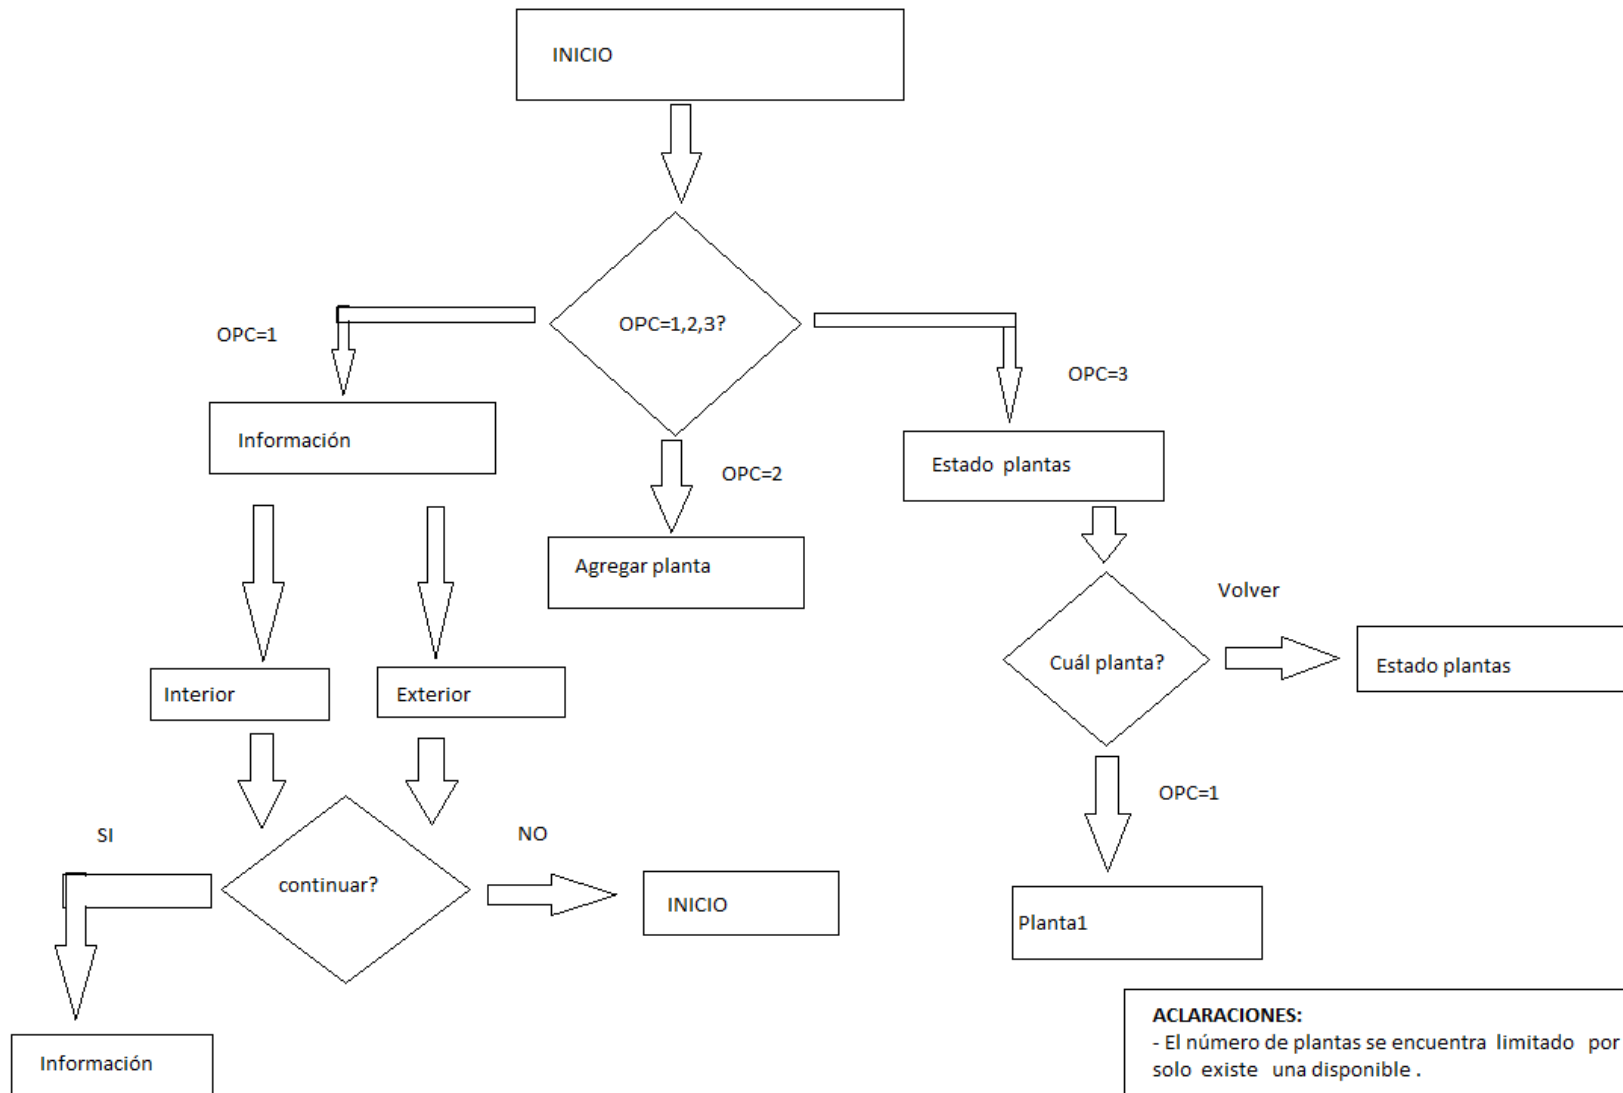 INICIO
OPC=1,2,3?
OPC=1
OPC=3
Información
Estado plantas
OPC=2
Agregar planta
Volver
Cuál planta?
Estado plantas
Interior
Exterior
OPC=1
SI
NO
continuar?
INICIO
Planta1
Información
ACLARACIONES:
- El número de plantas se encuentra limitado por
solo existe una disponible .